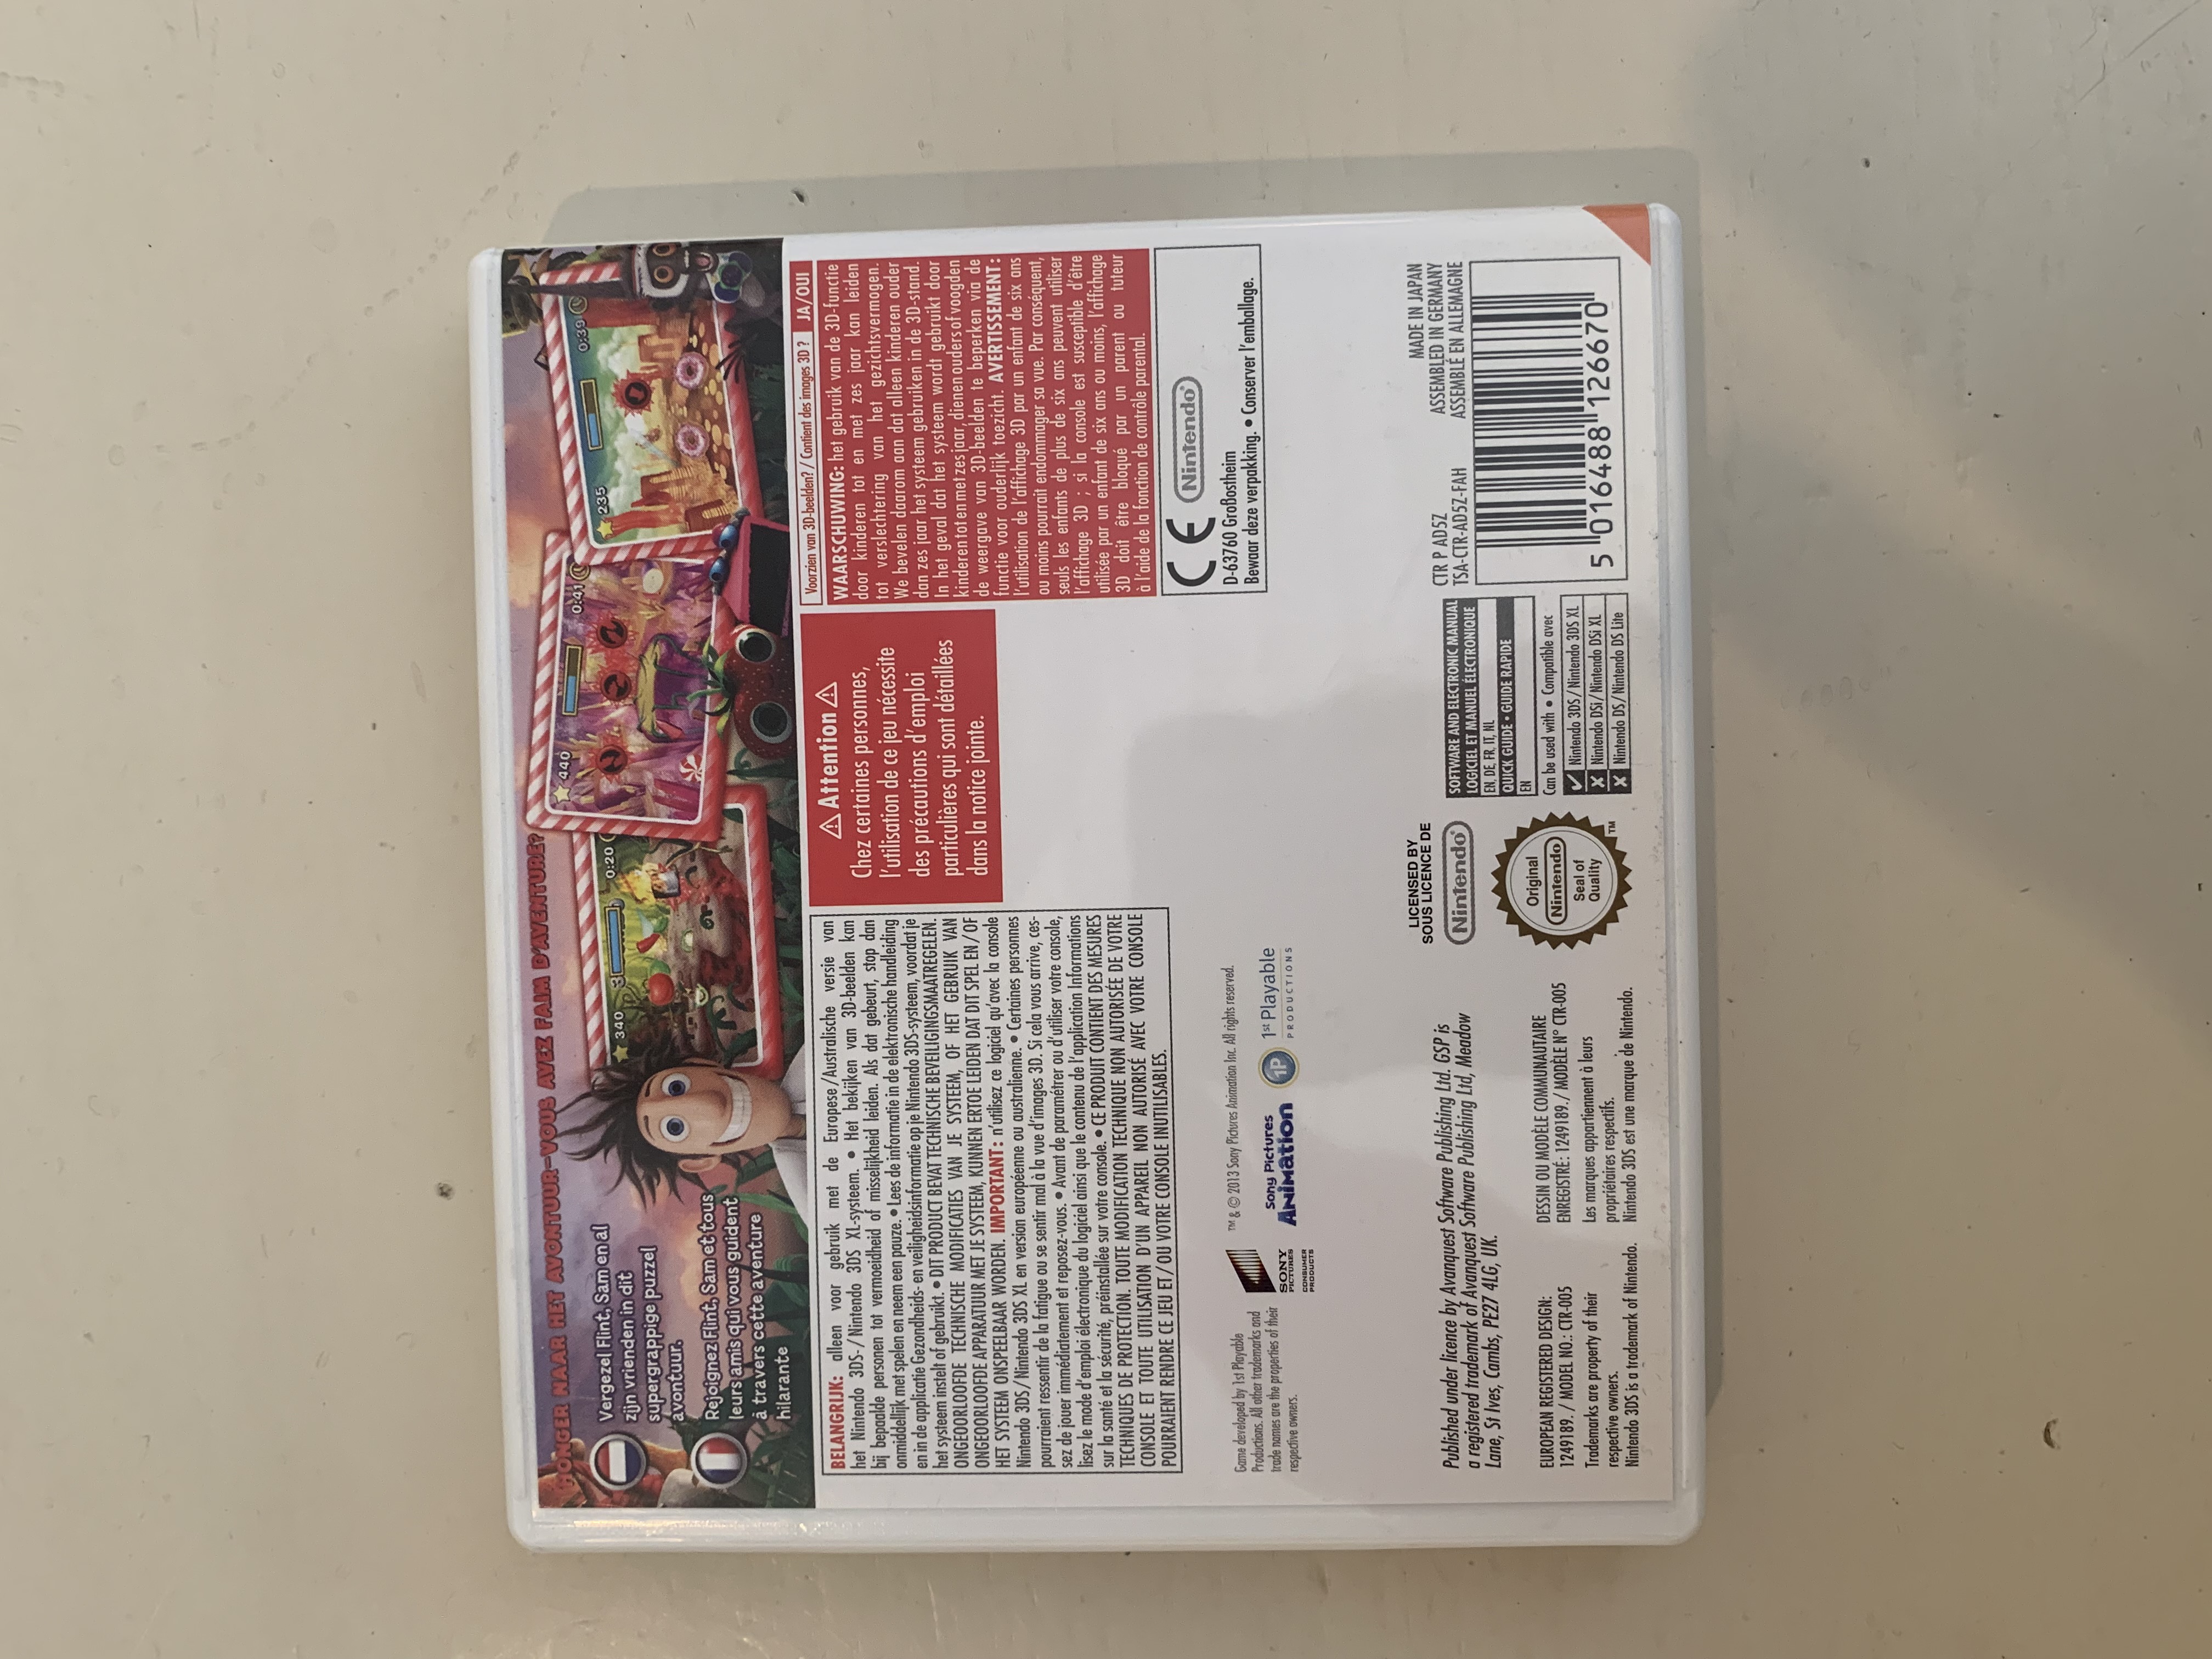 HONGER NAAR HET AVONTUUR-VOUS AVEZ FAIM D'AVENTURE?
Vergezel Flint, Sam en al
zijn vrienden in dit
supergrappige puzzel
avontuur.
Rejoignez Flint, Sam et tous
leurs amis qui vous guident
à travers cette aventure
hilarante
340
3
0:20
440
0:41
235
0:39
BELANGRIJK: alleen voor gebruik met de Europese/Australische versie van
het Nintendo 3DS-/Nintendo 3DS XL-systeem. • Het bekijken van 3D-beelden kan
bij bepaalde personen tot vermoeidheid of misselijkheid leiden. Als dat gebeurt, stop dan
onmiddellijk met spelen en neem een pauze. • Lees de informatie in de elektronische handleiding
en in de applicatie Gezondheids- en veiligheidsinformatie op je Nintendo 3DS-systeem, voordat je
het systeem instelt of gebruikt. • DIT PRODUCT BEVAT TECHNISCHE BEVEILIGINGSMAATREGELEN.
ONGEOORLOOFDE TECHNISCHE MODIFICATIES VAN JE SYSTEEM, OF HET GEBRUIK VAN
ONGEOORLOOFDE APPARATUUR MET JE SYSTEEM, KUNNEN ERTOE LEIDEN DAT DIT SPEL EN/OF
HET SYSTEEM ONSPEELBAAR WORDEN. IMPORTANT: n'utilisez ce logiciel qu'avec la console
Nintendo 3DS/Nintendo 3DS XL en version européenne ou australienne. • Certaines personnes
pourraient ressentir de la fatigue ou se sentir mal à la vue d'images 3D. Si cela vous arrive, ces-
sez de jouer immédiatement et reposez-vous. • Avant de paramétrer ou d'utiliser votre console,
lisez le mode d'emploi électronique du logiciel ainsi que le contenu de l'application Informations
sur la santé et la sécurité, préinstallée sur votre console. • CE PRODUIT CONTIENT DES MESURES
TECHNIQUES DE PROTECTION. TOUTE MODIFICATION TECHNIQUE NON AUTORISÉE DE VOTRE
CONSOLE ET TOUTE UTILISATION D'UN APPAREIL NON AUTORISÉ AVEC VOTRE CONSOLE
POURRAIENT RENDRE CE JEU ET/OU VOTRE CONSOLE INUTILISABLES.
Attention
Chez certaines personnes,
l'utilisation de ce jeu nécessite
des précautions d'emploi
particulières qui sont détaillées
dans la notice jointe.
Voorzien van 3D-beelden? / Contient des images 3D ? JA/OUI
WAARSCHUWING: het gebruik van de 3D-functie
door kinderen tot en met zes jaar kan leiden
tot verslechtering van het gezichtsvermogen.
We bevelen daarom aan dat alleen kinderen ouder
dan zes jaar het systeem gebruiken in de 3D-stand.
In het geval dat het systeem wordt gebruikt door
kinderen tot en met zes jaar, dienen ouders of voogden
de weergave van 3D-beelden te beperken via de
functie voor ouderlijk toezicht. AVERTISSEMENT:
l'utilisation de l'affichage 3D par un enfant de six ans
ou moins pourrait endommager sa vue. Par conséquent,
seuls les enfants de plus de six ans peuvent utiliser
l'affichage 3D ; si la console est susceptible d'être
utilisée par un enfant de six ans ou moins, l'affichage
3D doit être bloqué par un parent ou tuteur
à l'aide de la fonction de contrôle parental.
CE Nintendo
D-63760 Großostheim
Bewaar deze verpakking. • Conserver l'emballage.
Game developed by 1st Playable
Productions. All other trademarks and
trade names are the properties of their
respective owners.
SONY
PICTURES
CONSUMER
PRODUCTS
™ & © 2013 Sony Pictures Animation Inc. All rights reserved.
Sony Pictures
Animation
1P
1st Playable
PRODUCTIONS
Published under licence by Avanquest Software Publishing Ltd. GSP is
a registered trademark of Avanquest Software Publishing Ltd, Meadow
Lane, St Ives, Cambs, PE27 4LG, UK.
EUROPEAN REGISTERED DESIGN:
1249189. / MODEL NO.: CTR-005
Trademarks are property of their
respective owners.
Nintendo 3DS is a trademark of Nintendo.
DESSIN OU MODÈLE COMMUNAUTAIRE
ENREGISTRÉ: 1249189./ MODÈLE N° CTR-005
Les marques appartiennent à leurs
propriétaires respectifs.
Nintendo 3DS est une marque de Nintendo.
LICENSED BY
SOUS LICENCE DE
Nintendo
Original
Nintendo
Seal of
Quality
TM
SOFTWARE AND ELECTRONIC MANUAL
LOGICIEL ET MANUEL ÉLECTRONIQUE
EN, DE, FR, IT, NL
QUICK GUIDE • GUIDE RAPIDE
EN
Can be used with • Compatible avec
Nintendo 3DS/Nintendo 3DS XL
Nintendo DSi/Nintendo DSi XL
Nintendo DS/Nintendo DS Lite
CTR P AD5Z
TSA-CTR-AD5Z-FAH
MADE IN JAPAN
ASSEMBLED IN GERMANY
ASSEMBLÉ EN ALLEMAGNE
5 016488 126670